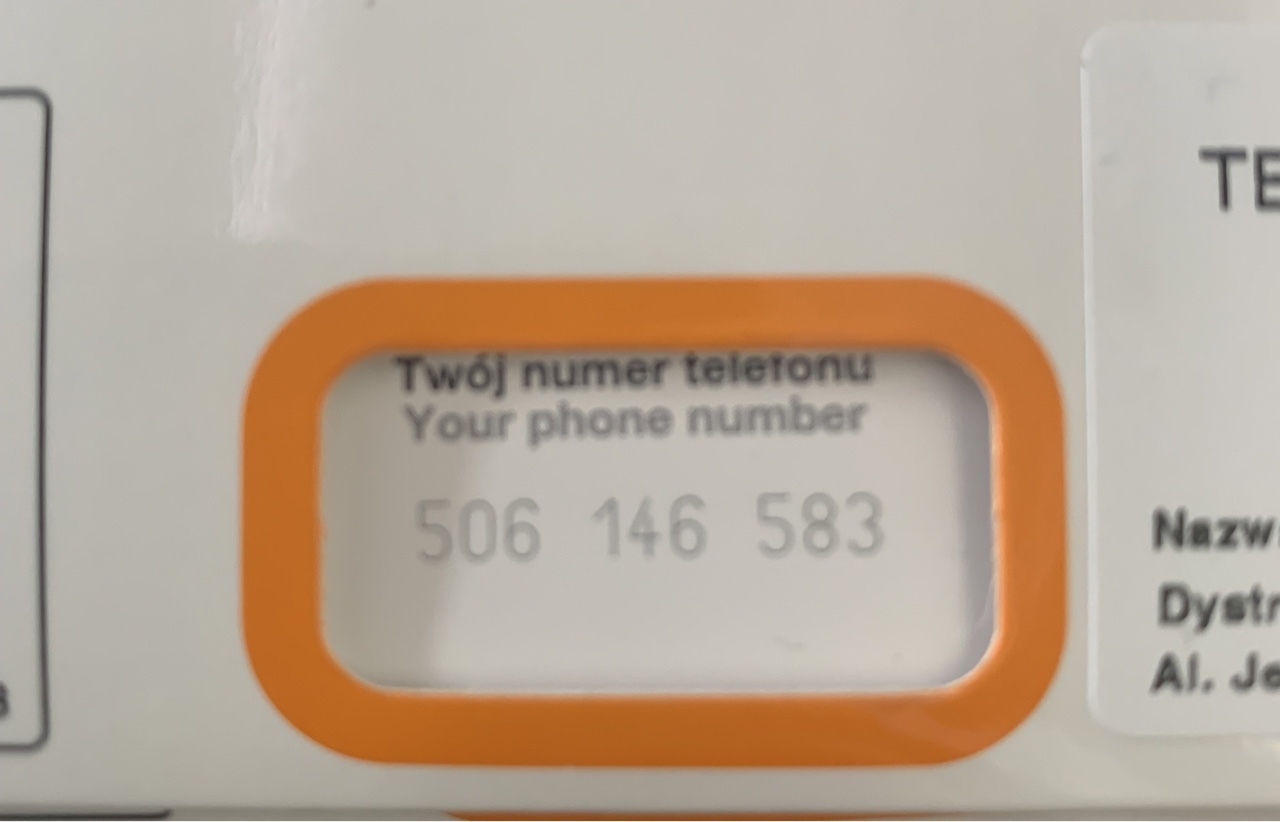 Twój numer telefonu
Your phone number
506 146 583
TE
Nazw
Dystr
Al. Je